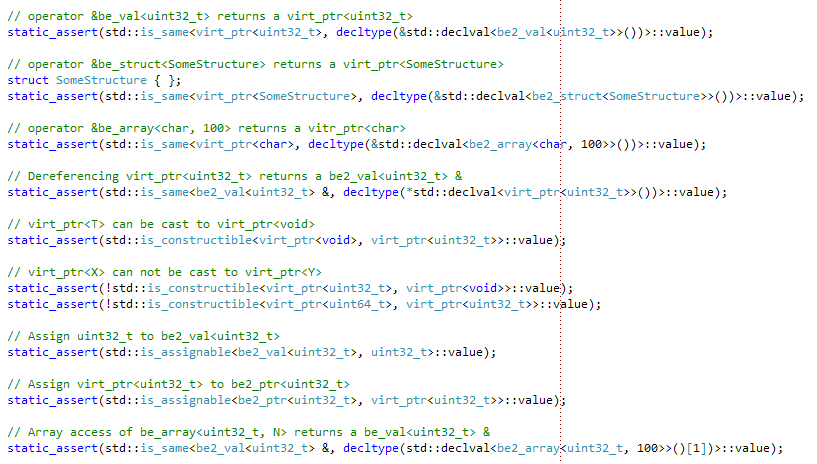 // operator &be_val<uint32_t> returns a virt_ptr<uint32_t>
static_assert(std::is_same<virt_ptr<uint32_t>, decltype(&std::declval<be2_val<uint32_t>>())>::value);
// operator &be_struct<SomeStructure> returns a virt_ptr<SomeStructure>
struct SomeStructure { };
static_assert(std::is_same<virt_ptr<SomeStructure>, decltype(&std::declval<be2_struct<SomeStructure>>())>::value);
// operator &be_array<char, 100> returns a vitr_ptr<char>
static_assert(std::is_same<virt_ptr<char>, decltype(&std::declval<be2_array<char, 100>>())>::value);
// Dereferencing virt_ptr<uint32_t> returns a be2_val<uint32_t> &
static_assert(std::is_same<be2_val<uint32_t> &, decltype(*std::declval<virt_ptr<uint32_t>>())>::value);
// virt_ptr<T> can be cast to virt_ptr<void>
static_assert(std::is_constructible<virt_ptr<void>, virt_ptr<uint32_t>>::value);
// virt_ptr<X> can not be cast to virt_ptr<Y>
static_assert(!std::is_constructible<virt_ptr<uint32_t>, virt_ptr<void>>::value);
static_assert(!std::is_constructible<virt_ptr<uint64_t>, virt_ptr<uint32_t>>::value);
// Assign uint32_t to be2_val<uint32_t>
static_assert(std::is_assignable<be2_val<uint32_t>, uint32_t>::value);
// Assign virt_ptr<uint32_t> to be2_ptr<uint32_t>
static_assert(std::is_assignable<be2_ptr<uint32_t>, virt_ptr<uint32_t>>::value);
// Array access of be_array<uint32_t, N> returns a be_val<uint32_t> &
static_assert(std::is_same<be2_val<uint32_t> &, decltype(std::declval<be2_array<uint32_t, 100>>()[1])>::value);